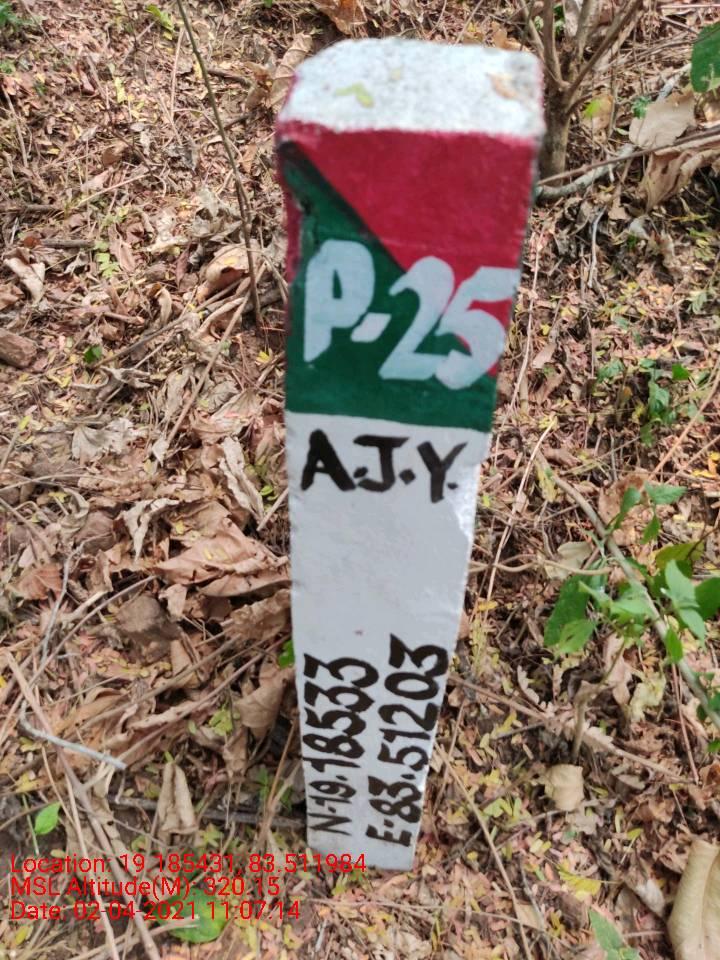 P-25
A.J.Y.
N-19.18533
E-83.51203
Location: 19.185431, 83.511984
MSL Altitude(M) -320.15
Date: 02-04-2021 11:07:14